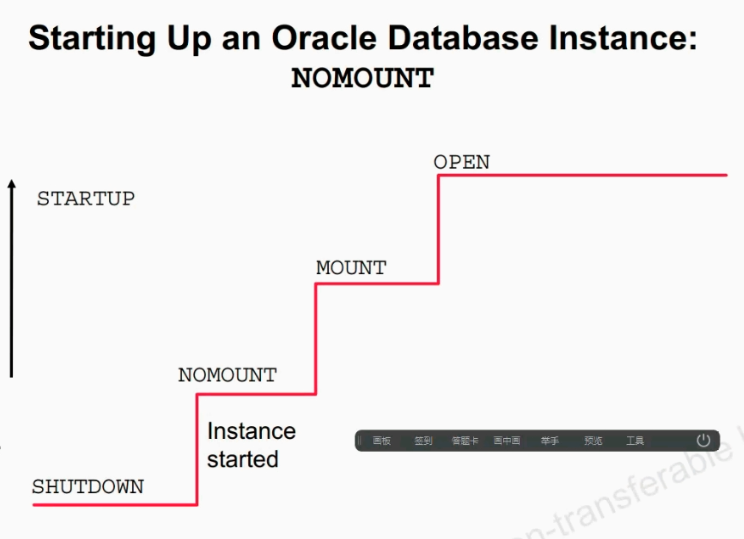 Starting Up an Oracle Database Instance:
NOMOUNT
OPEN
STARTUP
MOUNT
NOMOUNT
Instance
started
画板 签到 答题卡 画中画 举手 预览 工具
SHUTDOWN
n-transferable